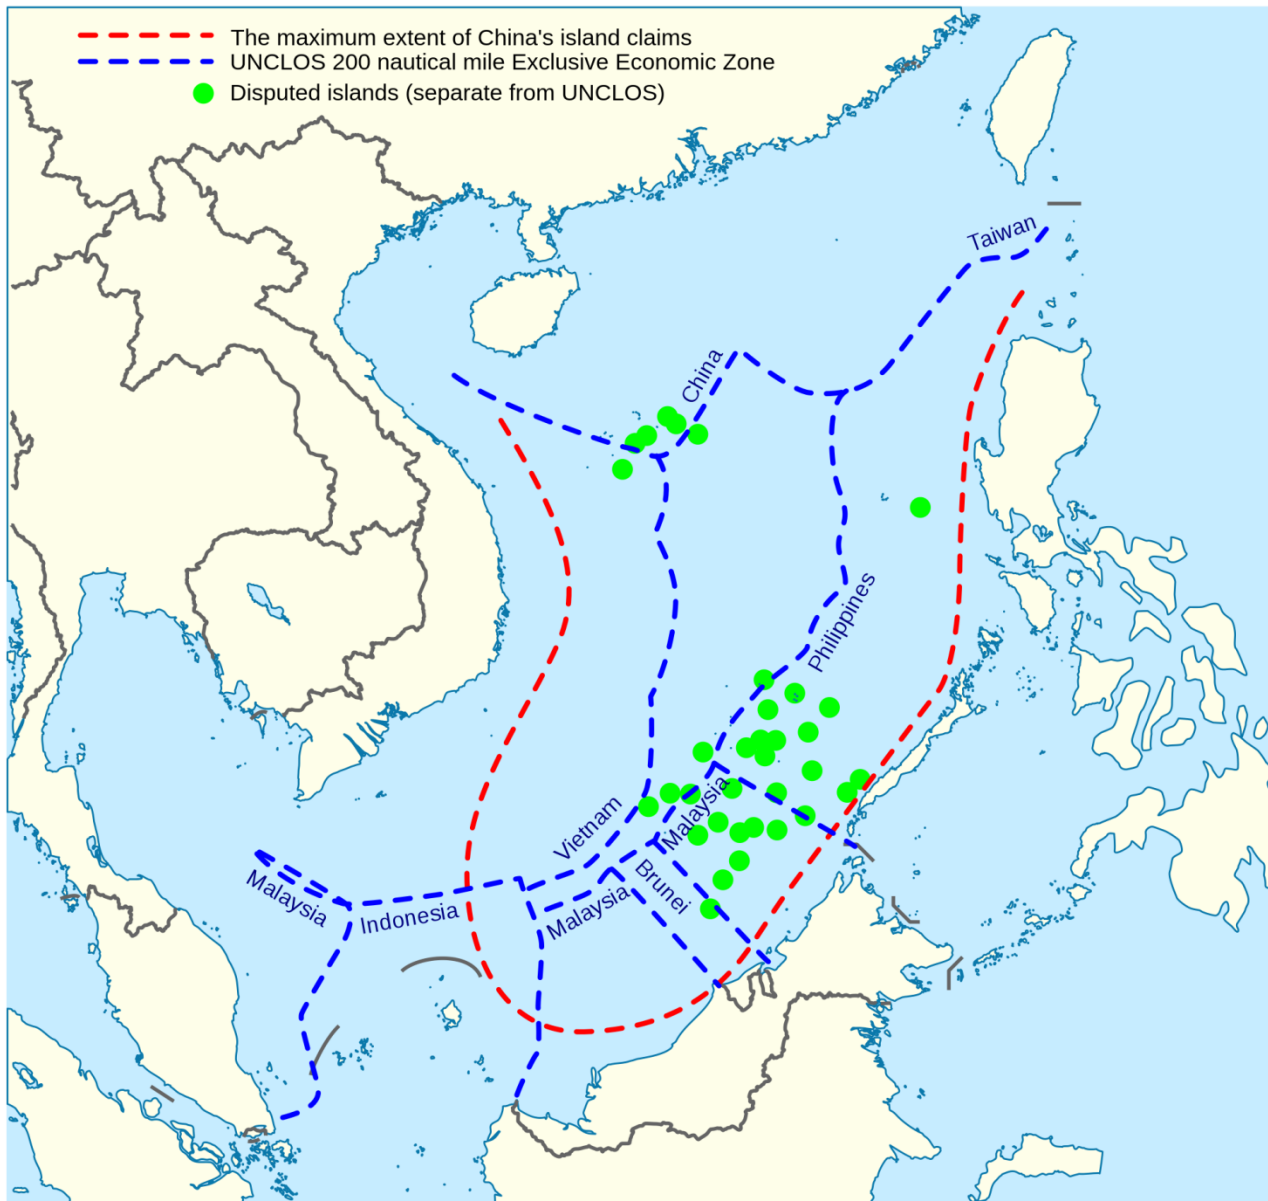 The maximum extent of China's island claims
UNCLOS 200 nautical mile Exclusive Economic Zone
Disputed islands (separate from UNCLOS)
Taiwan
China
Philippines
Malaysia
Vietnam
Brunei
Malaysia
Indonesia
Malaysia